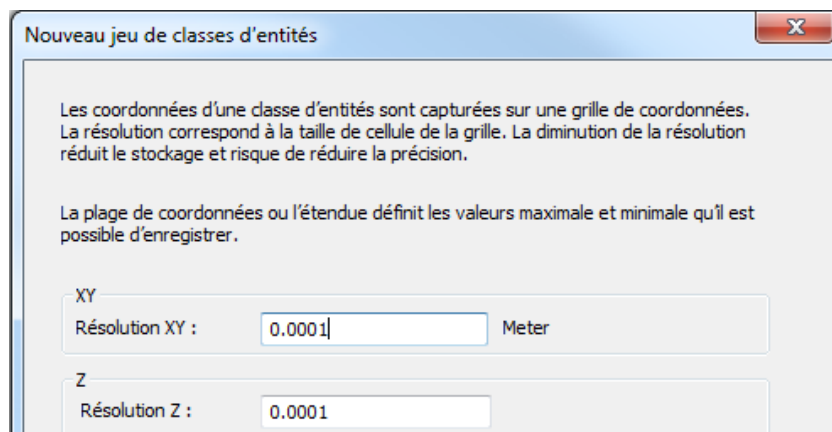 Nouveau jeu de classes d'entités
X
Les coordonnées d'une classe d'entités sont capturées sur une grille de coordonnées.
La résolution correspond à la taille de cellule de la grille. La diminution de la résolution
réduit le stockage et risque de réduire la précision.
La plage de coordonnées ou l'étendue définit les valeurs maximale et minimale qu'il est
possible d'enregistrer.
XY
Résolution XY : 0.0001 Meter
Z
Résolution Z : 0.0001